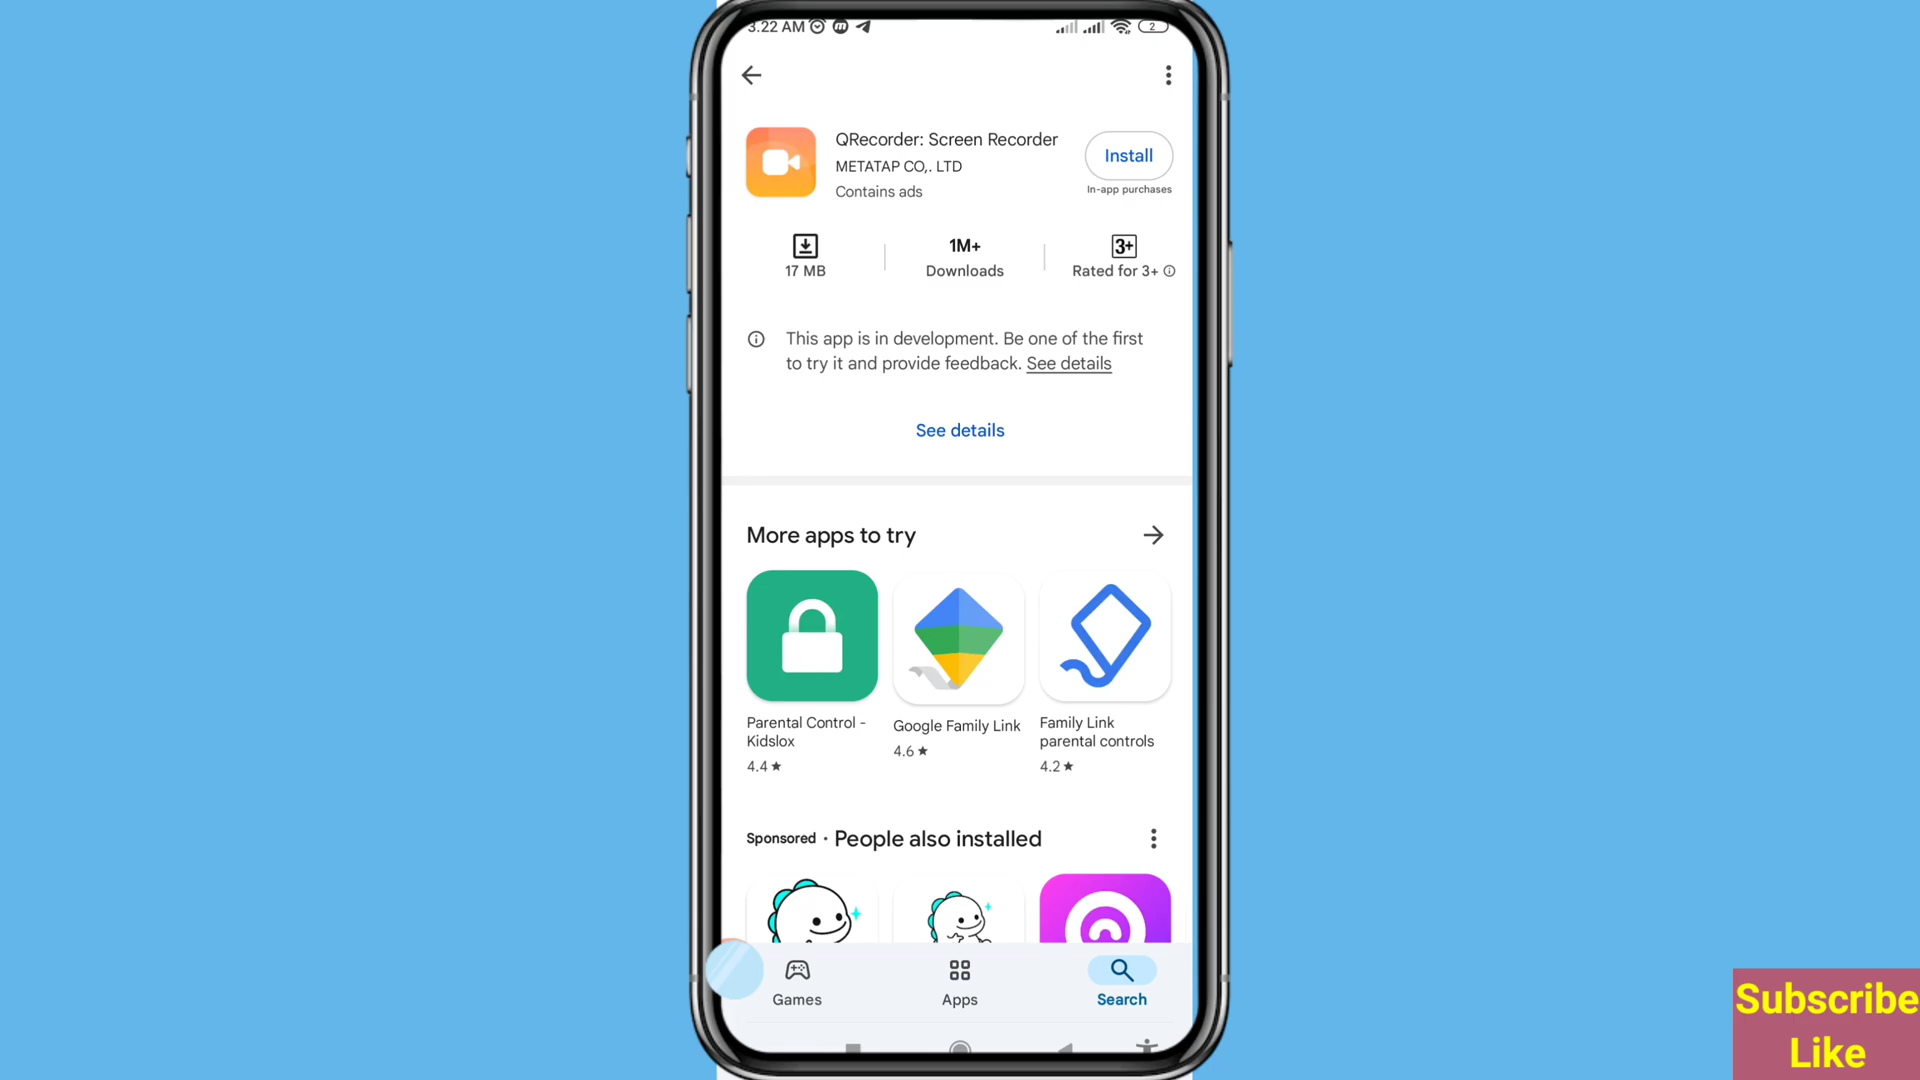 3.22 AM
2
QRecorder: Screen Recorder
METATAP CO,. LTD
Contains ads
Install
In-app purchases
17 MB
1M+
Downloads
3+
Rated for 3+
This app is in development. Be one of the first
to try it and provide feedback. See details
See details
More apps to try
Parental Control -
Kidslox
4.4 ★
Google Family Link
4.6 ★
Family Link
parental controls
4.2 ★
Sponsored · People also installed
Games
Apps
Search
Subscribe
Like